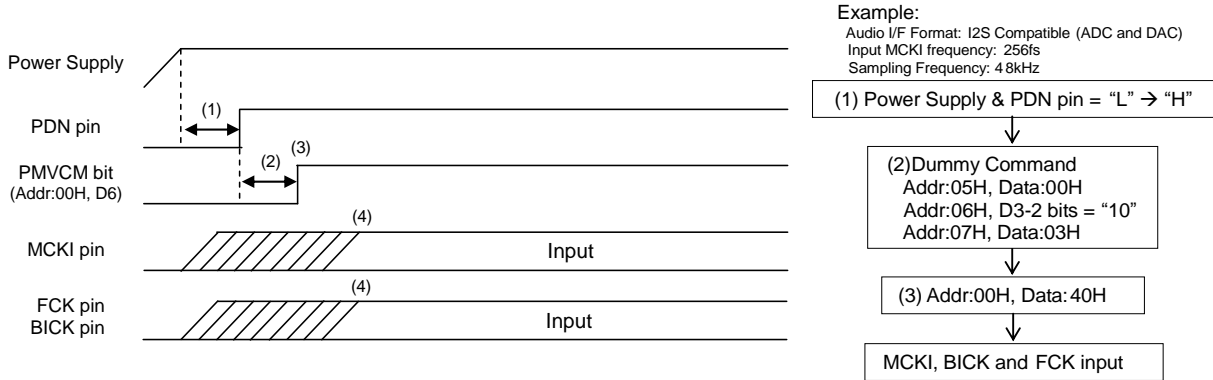 Power Supply
(1)
PDN pin
(2)
(3)
PMVCM bit
(Addr:00H, D6)
(4)
MCKI pin
Input
(4)
FCK pin
BICK pin
Input
Example:
Audio I/F Format: I2S Compatible (ADC and DAC)
Input MCKI frequency: 256fs
Sampling Frequency: 48kHz
(1) Power Supply & PDN pin = “L” → “H”
(2)Dummy Command
Addr:05H, Data:00H
Addr:06H, D3-2 bits = “10”
Addr:07H, Data:03H
(3) Addr:00H, Data:40H
MCKI, BICK and FCK input